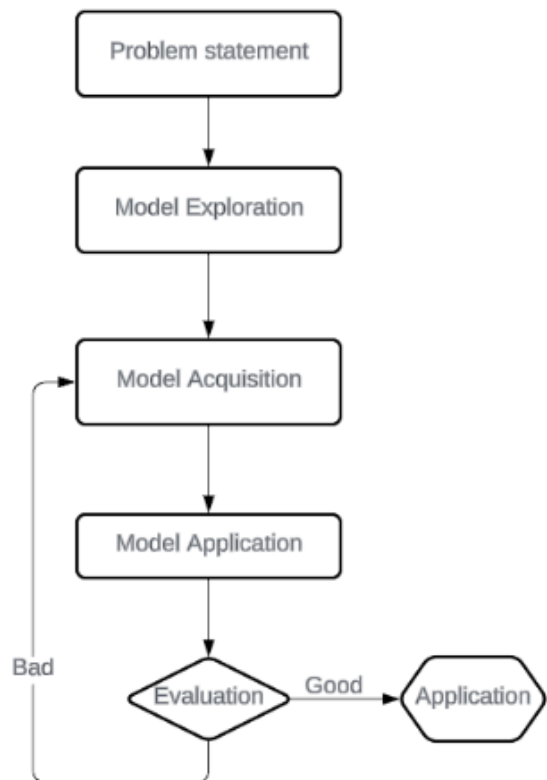 Problem statement
Model Exploration
Model Acquisition
Model Application
Bad
Evaluation
Good
Application